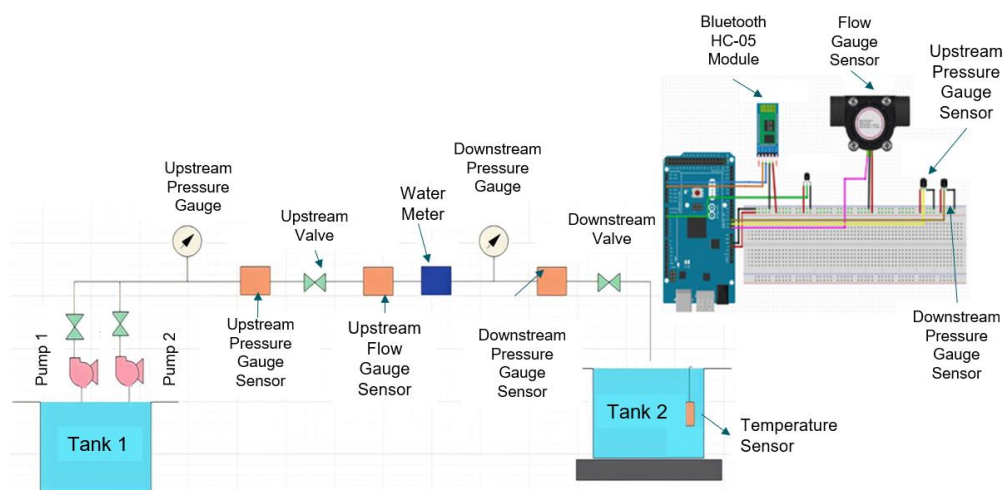 Bluetooth
HC-05
Module
Flow
Gauge
Sensor
Upstream
Pressure
Gauge
Sensor
Upstream
Pressure
Gauge
Downstream
Pressure
Gauge
Upstream
Valve
Water
Meter
Downstream
Valve
Pump 1
Pump 2
Upstream
Pressure
Gauge
Sensor
Upstream
Flow
Gauge
Sensor
Downstream
Pressure
Gauge
Sensor
Downstream
Pressure
Gauge
Sensor
Tank 1
Tank 2
Temperature
Sensor